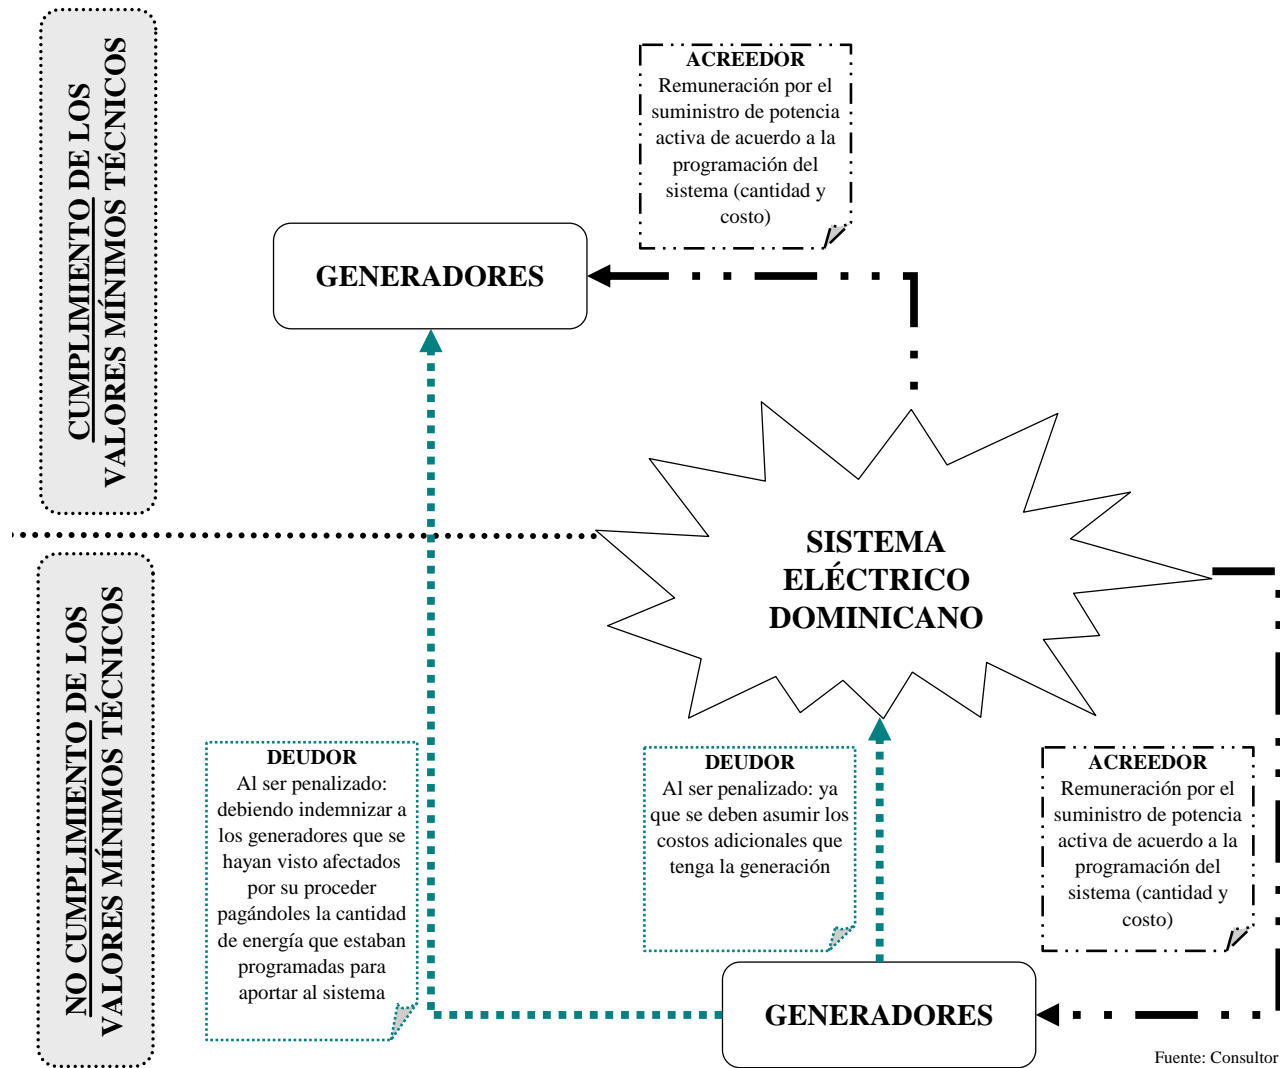 CUMPLIMIENTO DE LOS
VALORES MÍNIMOS TÉCNICOS
ACREEDOR
Remuneración por el
suministro de potencia
activa de acuerdo a la
programación del
sistema (cantidad y
costo)
GENERADORES
SISTEMA
ELÉCTRICO
DOMINICANO
NO CUMPLIMIENTO DE LOS
VALORES MÍNIMOS TÉCNICOS
DEUDOR
Al ser penalizado:
debiendo indemnizar a
los generadores que se
hayan visto afectados
por su proceder
pagándoles la cantidad
de energía que estaban
programadas para
aportar al sistema
DEUDOR
Al ser penalizado: ya
que se deben asumir los
costos adicionales que
tenga la generación
ACREEDOR
Remuneración por el
suministro de potencia
activa de acuerdo a la
programación del
sistema (cantidad y
costo)
GENERADORES
Fuente: Consultor